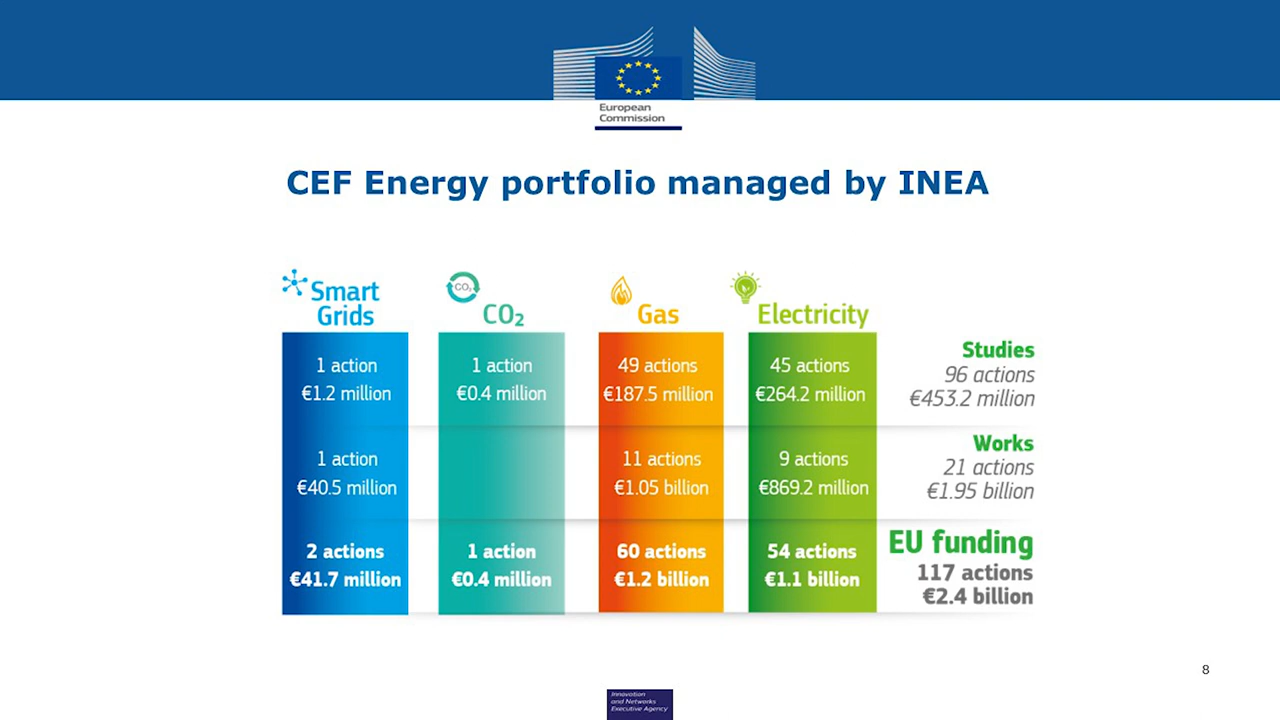 European
Commission
CEF Energy portfolio managed by INEA
Smart
Grids
CO₂
CO₂
Gas
Electricity
1 action
€1.2 million
1 action
€0.4 million
49 actions
€187.5 million
45 actions
€264.2 million
Studies
96 actions
€453.2 million
1 action
€40.5 million
11 actions
€1.05 billion
9 actions
€869.2 million
Works
21 actions
€1.95 billion
2 actions
€41.7 million
1 action
€0.4 million
60 actions
€1.2 billion
54 actions
€1.1 billion
EU funding
117 actions
€2.4 billion
8
Innovation
and Networks
Executive Agency